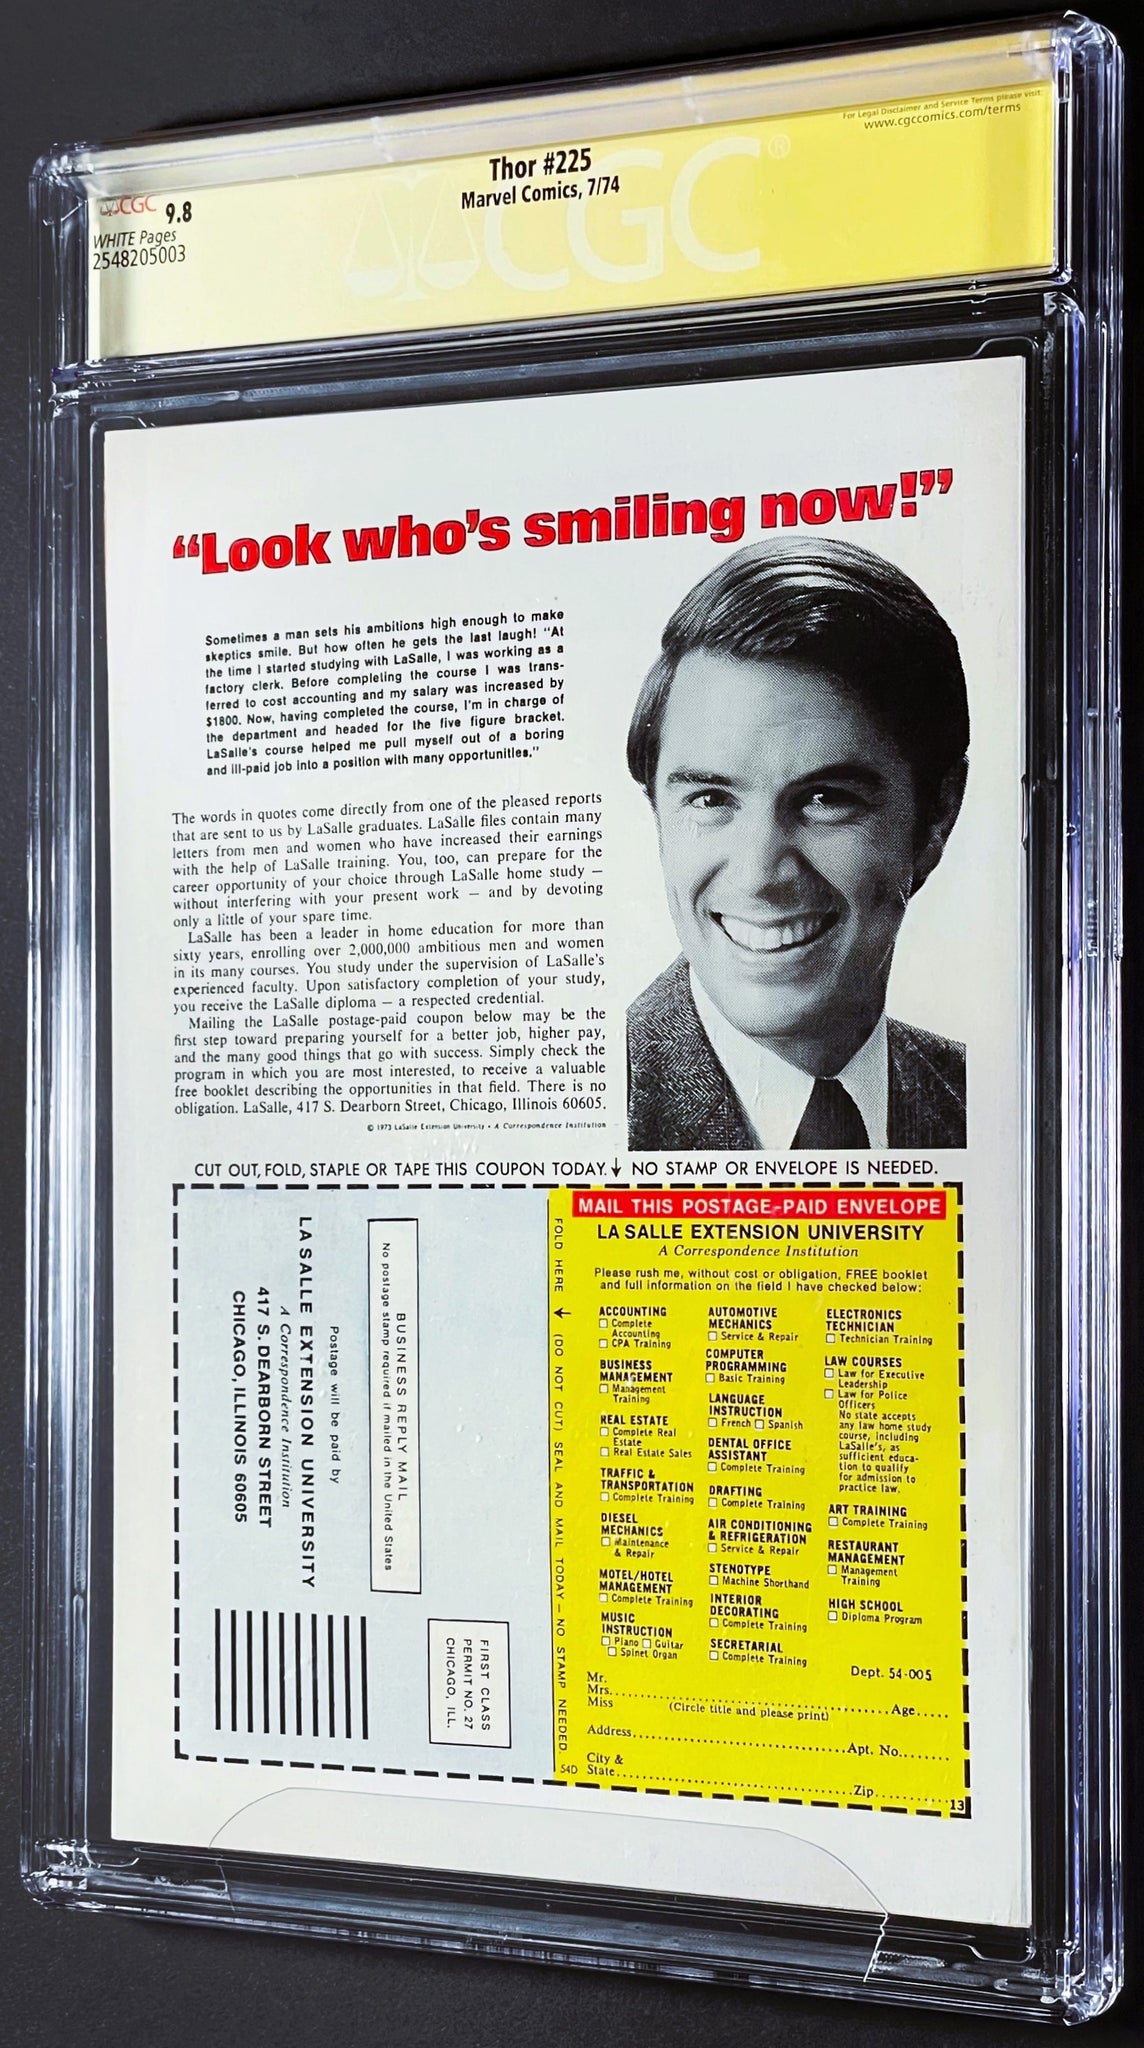 For Legal Disclaimer and Service Terms please visit:
www.cgccomics.com/terms
Thor #225
Marvel Comics, 7/74
CGC®
CGC 9.8
WHITE Pages
2548205003
“Look who's smiling now!”
Sometimes a man sets his ambitions high enough to make
skeptics smile. But how often he gets the last laugh! “At
the time I started studying with LaSalle, I was working as a
factory clerk. Before completing the course I was trans-
ferred to cost accounting and my salary was increased by
$1800. Now, having completed the course, I'm in charge of
the department and headed for the five figure bracket.
LaSalle's course helped me pull myself out of a boring
and ill-paid job into a position with many opportunities.”
The words in quotes come directly from one of the pleased reports
that are sent to us by LaSalle graduates. LaSalle files contain many
letters from men and women who have increased their earnings
with the help of LaSalle training. You, too, can prepare for the
career opportunity of your choice through LaSalle home study —
without interfering with your present work — and by devoting
only a little of your spare time.
LaSalle has been a leader in home education for more than
sixty years, enrolling over 2,000,000 ambitious men and women
in its many courses. You study under the supervision of LaSalle's
experienced faculty. Upon satisfactory completion of your study,
you receive the LaSalle diploma — a respected credential.
Mailing the LaSalle postage-paid coupon below may be the
first step toward preparing yourself for a better job, higher pay,
and the many good things that go with success. Simply check the
program in which you are most interested, to receive a valuable
free booklet describing the opportunities in that field. There is no
obligation. LaSalle, 417 S. Dearborn Street, Chicago, Illinois 60605.
© 1973 LaSalle Extension University • A Correspondence Institution
CUT OUT, FOLD, STAPLE OR TAPE THIS COUPON TODAY. ↓ NO STAMP OR ENVELOPE IS NEEDED.
BUSINESS REPLY MAIL
No postage stamp required if mailed in the United States
Postage will be paid by
LA SALLE EXTENSION UNIVERSITY
A Correspondence Institution
417 S. DEARBORN STREET
CHICAGO, ILLINOIS 60605
FIRST CLASS
PERMIT NO. 27
CHICAGO, ILL.
FOLD HERE ↓ (DO NOT CUT) SEAL AND MAIL TODAY — NO STAMP NEEDED.
MAIL THIS POSTAGE-PAID ENVELOPE
LA SALLE EXTENSION UNIVERSITY
A Correspondence Institution
Please rush me, without cost or obligation, FREE booklet
and full information on the field I have checked below:
ACCOUNTING
☐ Complete
Accounting
☐ CPA Training
BUSINESS
MANAGEMENT
☐ Management
Training
REAL ESTATE
☐ Complete Real
Estate
☐ Real Estate Sales
TRAFFIC &
TRANSPORTATION
☐ Complete Training
DIESEL
MECHANICS
☐ Maintenance
& Repair
MOTEL/HOTEL
MANAGEMENT
☐ Complete Training
MUSIC
INSTRUCTION
☐ Piano ☐ Guitar
☐ Spinet Organ
AUTOMOTIVE
MECHANICS
☐ Service & Repair
COMPUTER
PROGRAMMING
☐ Basic Training
LANGUAGE
INSTRUCTION
☐ French ☐ Spanish
DENTAL OFFICE
ASSISTANT
☐ Complete Training
DRAFTING
☐ Complete Training
AIR CONDITIONING
& REFRIGERATION
☐ Service & Repair
STENOTYPE
☐ Machine Shorthand
INTERIOR
DECORATING
☐ Complete Training
SECRETARIAL
☐ Complete Training
ELECTRONICS
TECHNICIAN
☐ Technician Training
LAW COURSES
☐ Law for Executive
Leadership
☐ Law for Police
Officers
No state accepts
any law home study
course, including
LaSalle's, as
sufficient educa-
tion to qualify
for admission to
practice law.
ART TRAINING
☐ Complete Training
RESTAURANT
MANAGEMENT
☐ Management
Training
HIGH SCHOOL
☐ Diploma Program
Dept. 54-005
Mr.
Mrs. Age
Miss (Circle title and please print)
Address Apt. No.
City &
54D State Zip
13